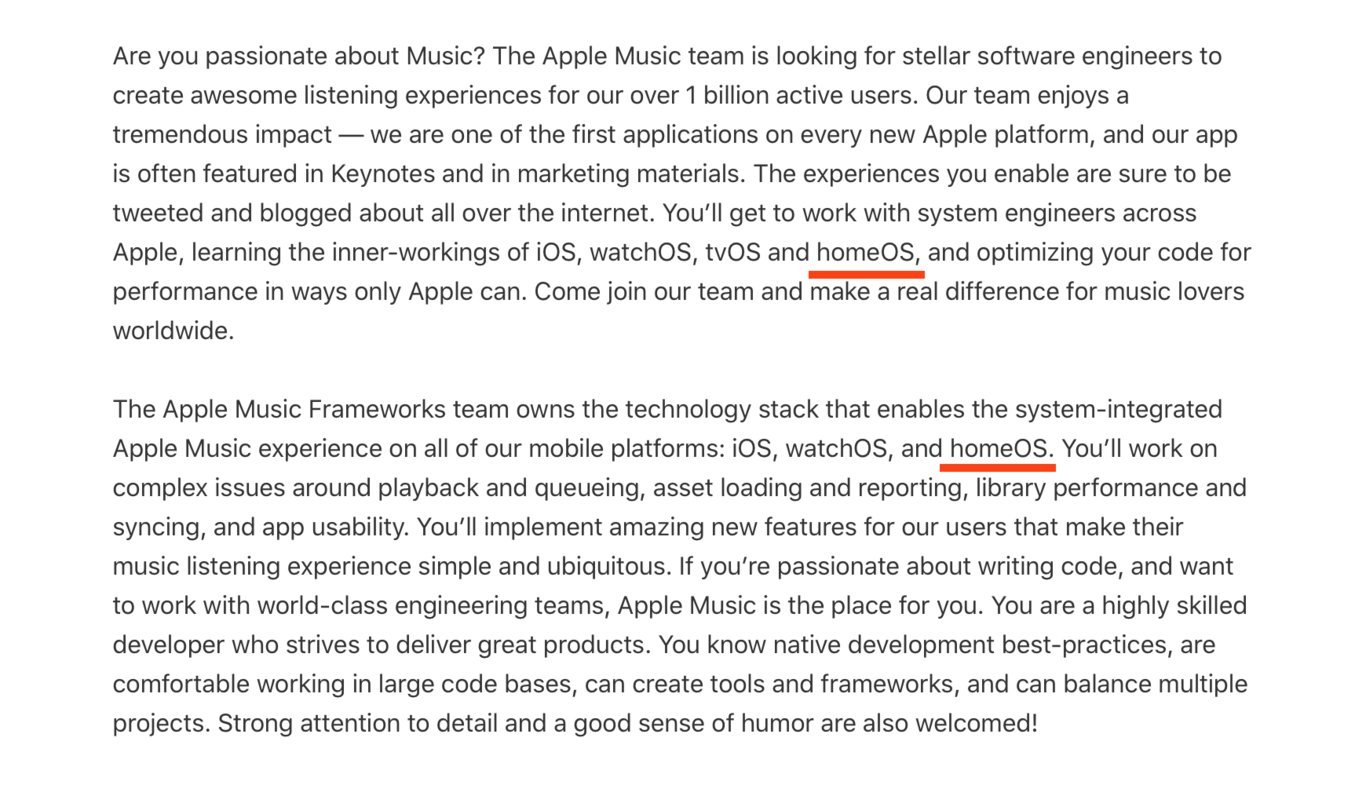 Are you passionate about Music? The Apple Music team is looking for stellar software engineers to
create awesome listening experiences for our over 1 billion active users. Our team enjoys a
tremendous impact — we are one of the first applications on every new Apple platform, and our app
is often featured in Keynotes and in marketing materials. The experiences you enable are sure to be
tweeted and blogged about all over the internet. You’ll get to work with system engineers across
Apple, learning the inner-workings of iOS, watchOS, tvOS and homeOS, and optimizing your code for
performance in ways only Apple can. Come join our team and make a real difference for music lovers
worldwide.
The Apple Music Frameworks team owns the technology stack that enables the system-integrated
Apple Music experience on all of our mobile platforms: iOS, watchOS, and homeOS. You’ll work on
complex issues around playback and queueing, asset loading and reporting, library performance and
syncing, and app usability. You’ll implement amazing new features for our users that make their
music listening experience simple and ubiquitous. If you’re passionate about writing code, and want
to work with world-class engineering teams, Apple Music is the place for you. You are a highly skilled
developer who strives to deliver great products. You know native development best-practices, are
comfortable working in large code bases, can create tools and frameworks, and can balance multiple
projects. Strong attention to detail and a good sense of humor are also welcomed!